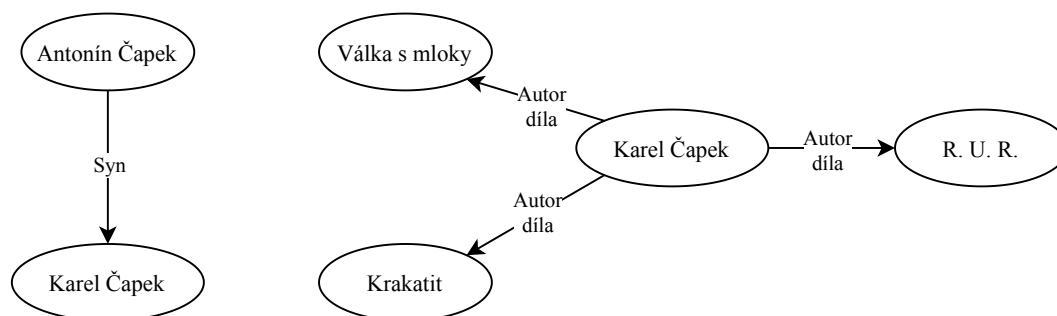 Antonín Čapek
Syn
Karel Čapek
Válka s mloky
Autor
díla
Karel Čapek
Autor
díla
R. U. R.
Autor
díla
Krakatit